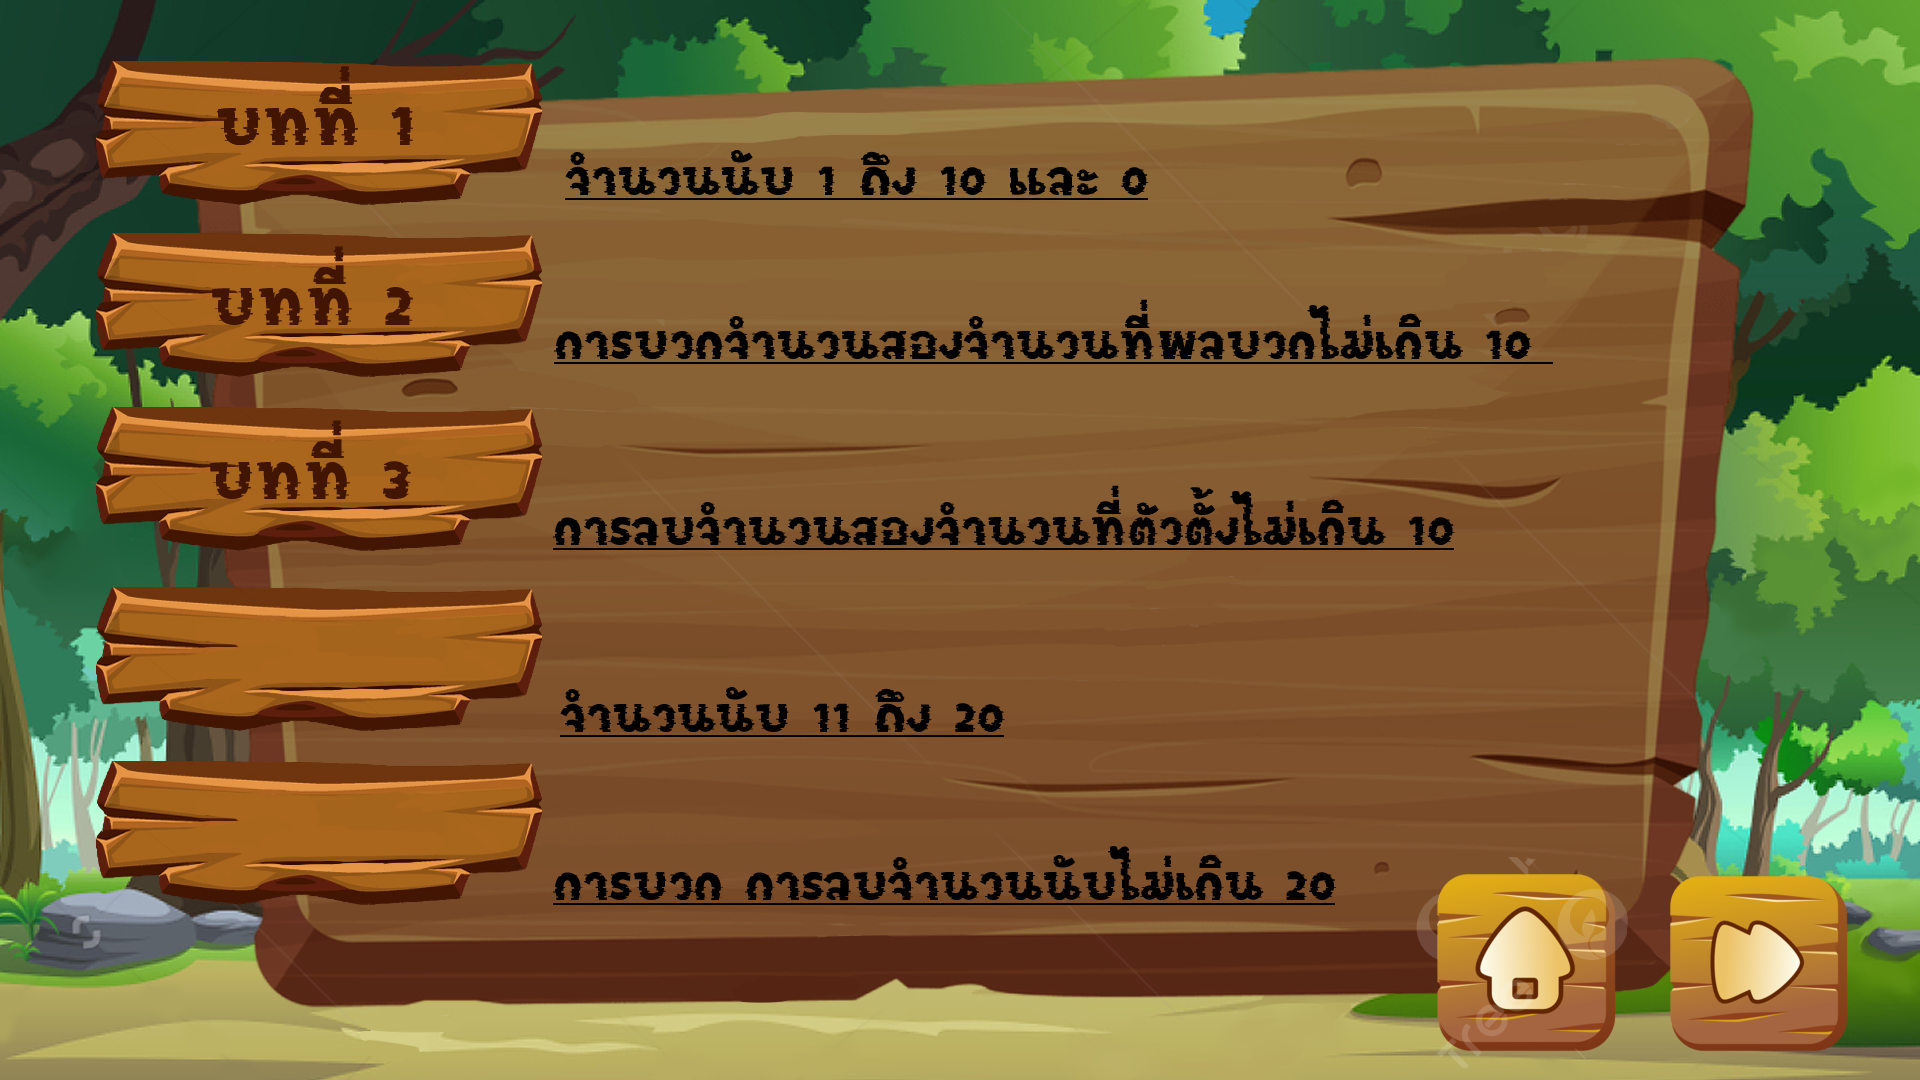 บทที่ 1
จำนวนนับ 1 ถึง 10 และ 0
บทที่ 2
การบวกจำนวนสองจำนวนที่ผลบวกไม่เกิน 10
บทที่ 3
การลบจำนวนสองจำนวนที่ตัวตั้งไม่เกิน 10
จำนวนนับ 11 ถึง 20
การบวก การลบจำนวนนับไม่เกิน 20